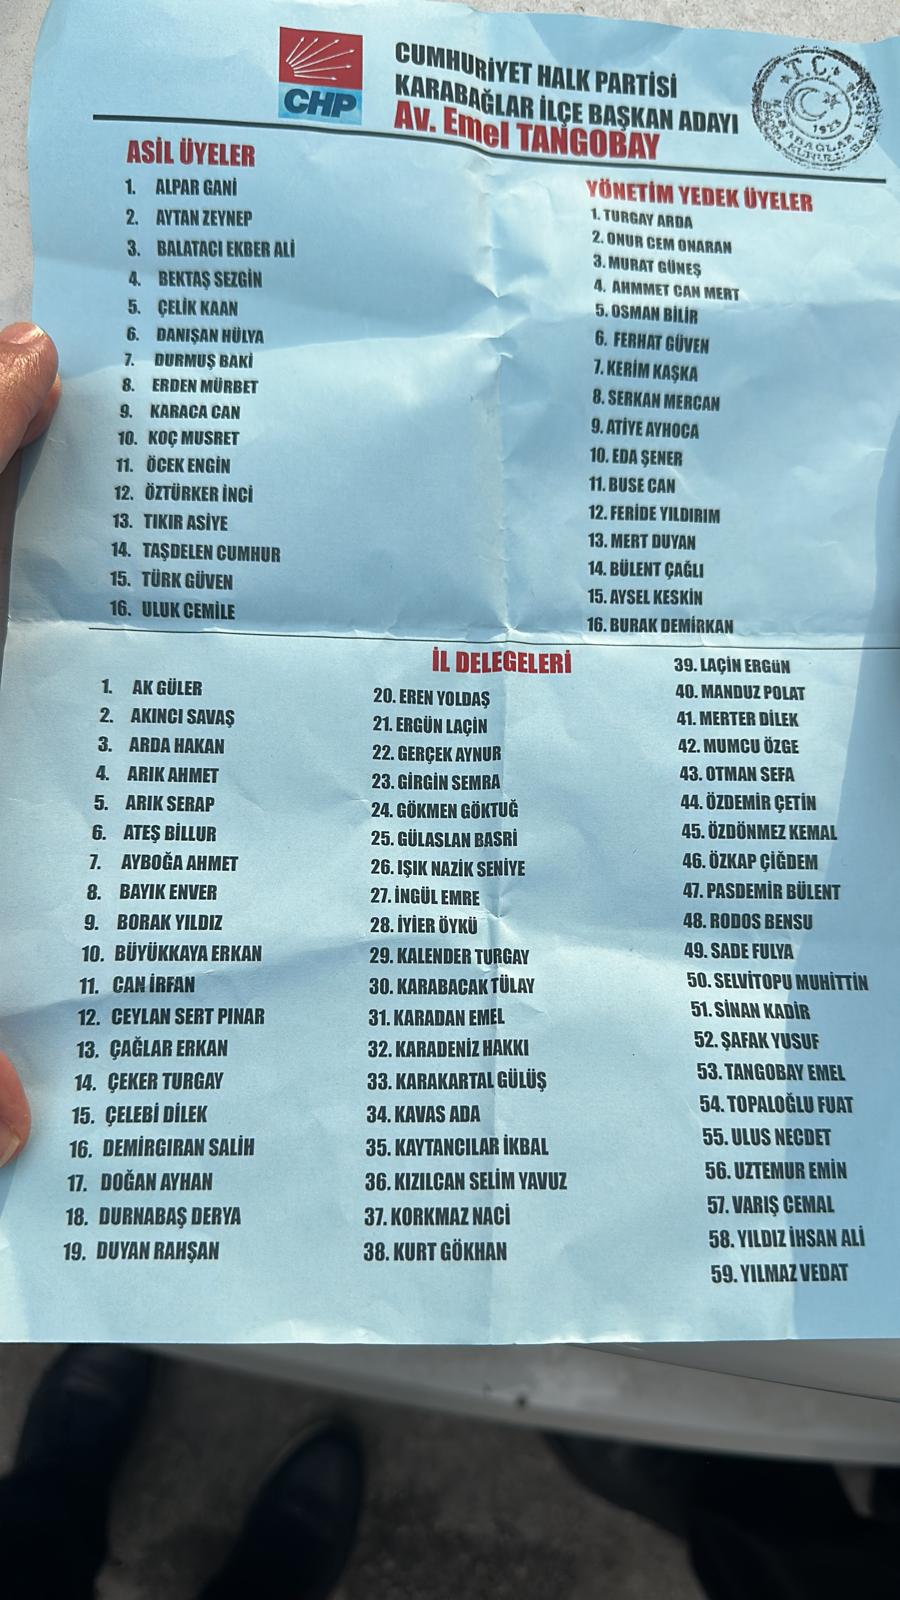 CHP
CUMHURİYET HALK PARTİSİ
KARABAĞLAR İLÇE BAŞKAN ADAYI
Av. Emel TANGOBAY
T.C.
1923
ASİL ÜYELER
1. ALPAR GANİ
2. AYTAN ZEYNEP
3. BALATACI EKBER ALİ
4. BEKTAŞ SEZGİN
5. ÇELİK KAAN
6. DANIŞAN HÜLYA
7. DURMUŞ BAKİ
8. ERDEN MÜRBET
9. KARACA CAN
10. KOÇ MUSRET
11. ÖCEK ENGİN
12. ÖZTÜRKER İNCİ
13. TIKIR ASİYE
14. TAŞDELEN CUMHUR
15. TÜRK GÜVEN
16. ULUK CEMİLE
YÖNETİM YEDEK ÜYELER
1. TURGAY ARDA
2. ONUR CEM ONARAN
3. MURAT GÜNEŞ
4. AHMMET CAN MERT
5. OSMAN BİLİR
6. FERHAT GÜVEN
7. KERİM KAŞKA
8. SERKAN MERCAN
9. ATİYE AYHOCA
10. EDA ŞENER
11. BUSE CAN
12. FERİDE YILDIRIM
13. MERT DUYAN
14. BÜLENT ÇAĞLI
15. AYSEL KESKİN
16. BURAK DEMİRKAN
İL DELEGELERİ
1. AK GÜLER
2. AKINCI SAVAŞ
3. ARDA HAKAN
4. ARIK AHMET
5. ARIK SERAP
6. ATEŞ BİLLUR
7. AYBOĞA AHMET
8. BAYIK ENVER
9. BORAK YILDIZ
10. BÜYÜKKAYA ERKAN
11. CAN İRFAN
12. CEYLAN SERT PINAR
13. ÇAĞLAR ERKAN
14. ÇEKER TURGAY
15. ÇELEBİ DİLEK
16. DEMİRGIRAN SALİH
17. DOĞAN AYHAN
18. DURNABAŞ DERYA
19. DUYAN RAHŞAN
20. EREN YOLDAŞ
21. ERGÜN LAÇİN
22. GERÇEK AYNUR
23. GİRGİN SEMRA
24. GÖKMEN GÖKTUĞ
25. GÜLASLAN BASRİ
26. IŞIK NAZİK SENİYE
27. İNGÜL EMRE
28. İYİER ÖYKÜ
29. KALENDER TURGAY
30. KARABACAK TÜLAY
31. KARADAN EMEL
32. KARADENİZ HAKKI
33. KARAKARTAL GÜLÜŞ
34. KAVAS ADA
35. KAYTANCILAR İKBAL
36. KIZILCAN SELİM YAVUZ
37. KORKMAZ NACİ
38. KURT GÖKHAN
39. LAÇİN ERGüN
40. MANDUZ POLAT
41. MERTER DİLEK
42. MUMCU ÖZGE
43. OTMAN SEFA
44. ÖZDEMİR ÇETİN
45. ÖZDÖNMEZ KEMAL
46. ÖZKAP ÇİĞDEM
47. PASDEMİR BÜLENT
48. RODOS BENSU
49. SADE FULYA
50. SELVİTOPU MUHİTTİN
51. SİNAN KADİR
52. ŞAFAK YUSUF
53. TANGOBAY EMEL
54. TOPALOĞLU FUAT
55. ULUS NECDET
56. UZTEMUR EMİN
57. VARIŞ CEMAL
58. YILDIZ İHSAN ALİ
59. YILMAZ VEDAT